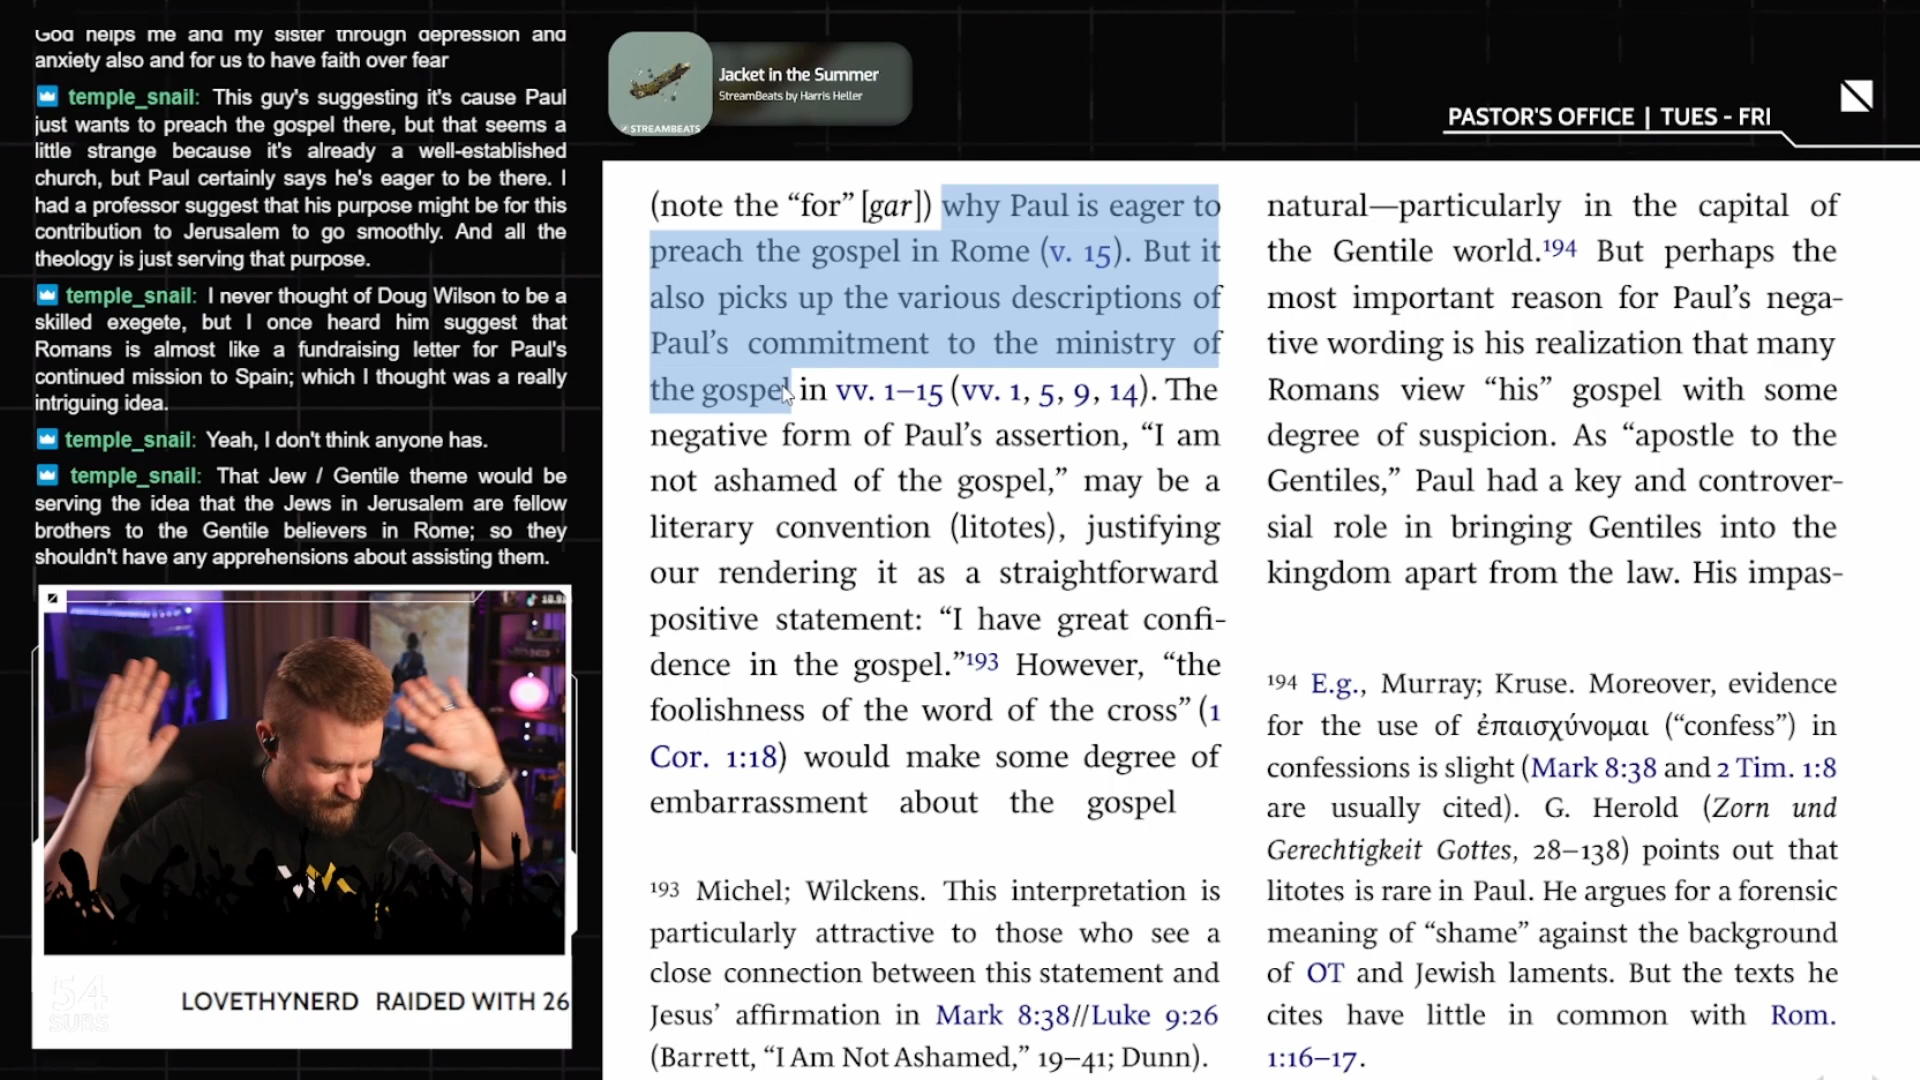 God helps me and my sister through depression and
anxiety also and for us to have faith over fear
temple_snail: This guy's suggesting it's cause Paul
just wants to preach the gospel there, but that seems a
little strange because it's already a well-established
church, but Paul certainly says he's eager to be there. I
had a professor suggest that his purpose might be for this
contribution to Jerusalem to go smoothly. And all the
theology is just serving that purpose.
temple_snail: I never thought of Doug Wilson to be a
skilled exegete, but I once heard him suggest that
Romans is almost like a fundraising letter for Paul's
continued mission to Spain; which I thought was a really
intriguing idea.
temple_snail: Yeah, I don't think anyone has.
temple_snail: That Jew / Gentile theme would be
serving the idea that the Jews in Jerusalem are fellow
brothers to the Gentile believers in Rome; so they
shouldn't have any apprehensions about assisting them.
54
SUBS
LOVETHYNERD RAIDED WITH 26
Jacket in the Summer
StreamBeats by Harris Heller
STREAMBEATS
PASTOR'S OFFICE | TUES - FRI
(note the “for” [gar]) why Paul is eager to
preach the gospel in Rome (v. 15). But it
also picks up the various descriptions of
Paul’s commitment to the ministry of
the gospel in vv. 1–15 (vv. 1, 5, 9, 14). The
negative form of Paul’s assertion, “I am
not ashamed of the gospel,” may be a
literary convention (litotes), justifying
our rendering it as a straightforward
positive statement: “I have great confi-
dence in the gospel.”193 However, “the
foolishness of the word of the cross” (1
Cor. 1:18) would make some degree of
embarrassment about the gospel
193 Michel; Wilckens. This interpretation is
particularly attractive to those who see a
close connection between this statement and
Jesus’ affirmation in Mark 8:38//Luke 9:26
(Barrett, “I Am Not Ashamed,” 19–41; Dunn).
natural—particularly in the capital of
the Gentile world.194 But perhaps the
most important reason for Paul’s nega-
tive wording is his realization that many
Romans view “his” gospel with some
degree of suspicion. As “apostle to the
Gentiles,” Paul had a key and controver-
sial role in bringing Gentiles into the
kingdom apart from the law. His impas-
194 E.g., Murray; Kruse. Moreover, evidence
for the use of ἐπαισχύνομαι (“confess”) in
confessions is slight (Mark 8:38 and 2 Tim. 1:8
are usually cited). G. Herold (Zorn und
Gerechtigkeit Gottes, 28–138) points out that
litotes is rare in Paul. He argues for a forensic
meaning of “shame” against the background
of OT and Jewish laments. But the texts he
cites have little in common with Rom.
1:16–17.